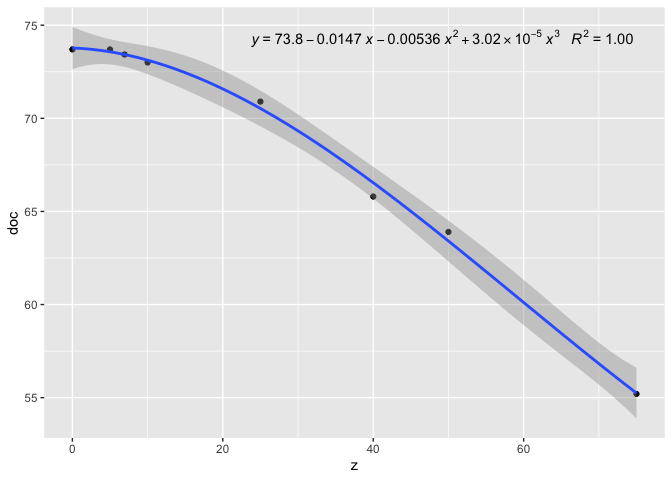 75
y = 73.8 − 0.0147 x − 0.00536 x² + 3.02 × 10⁻⁵ x³ R² = 1.00
70
65
60
55
doc
0 20 40 60
z